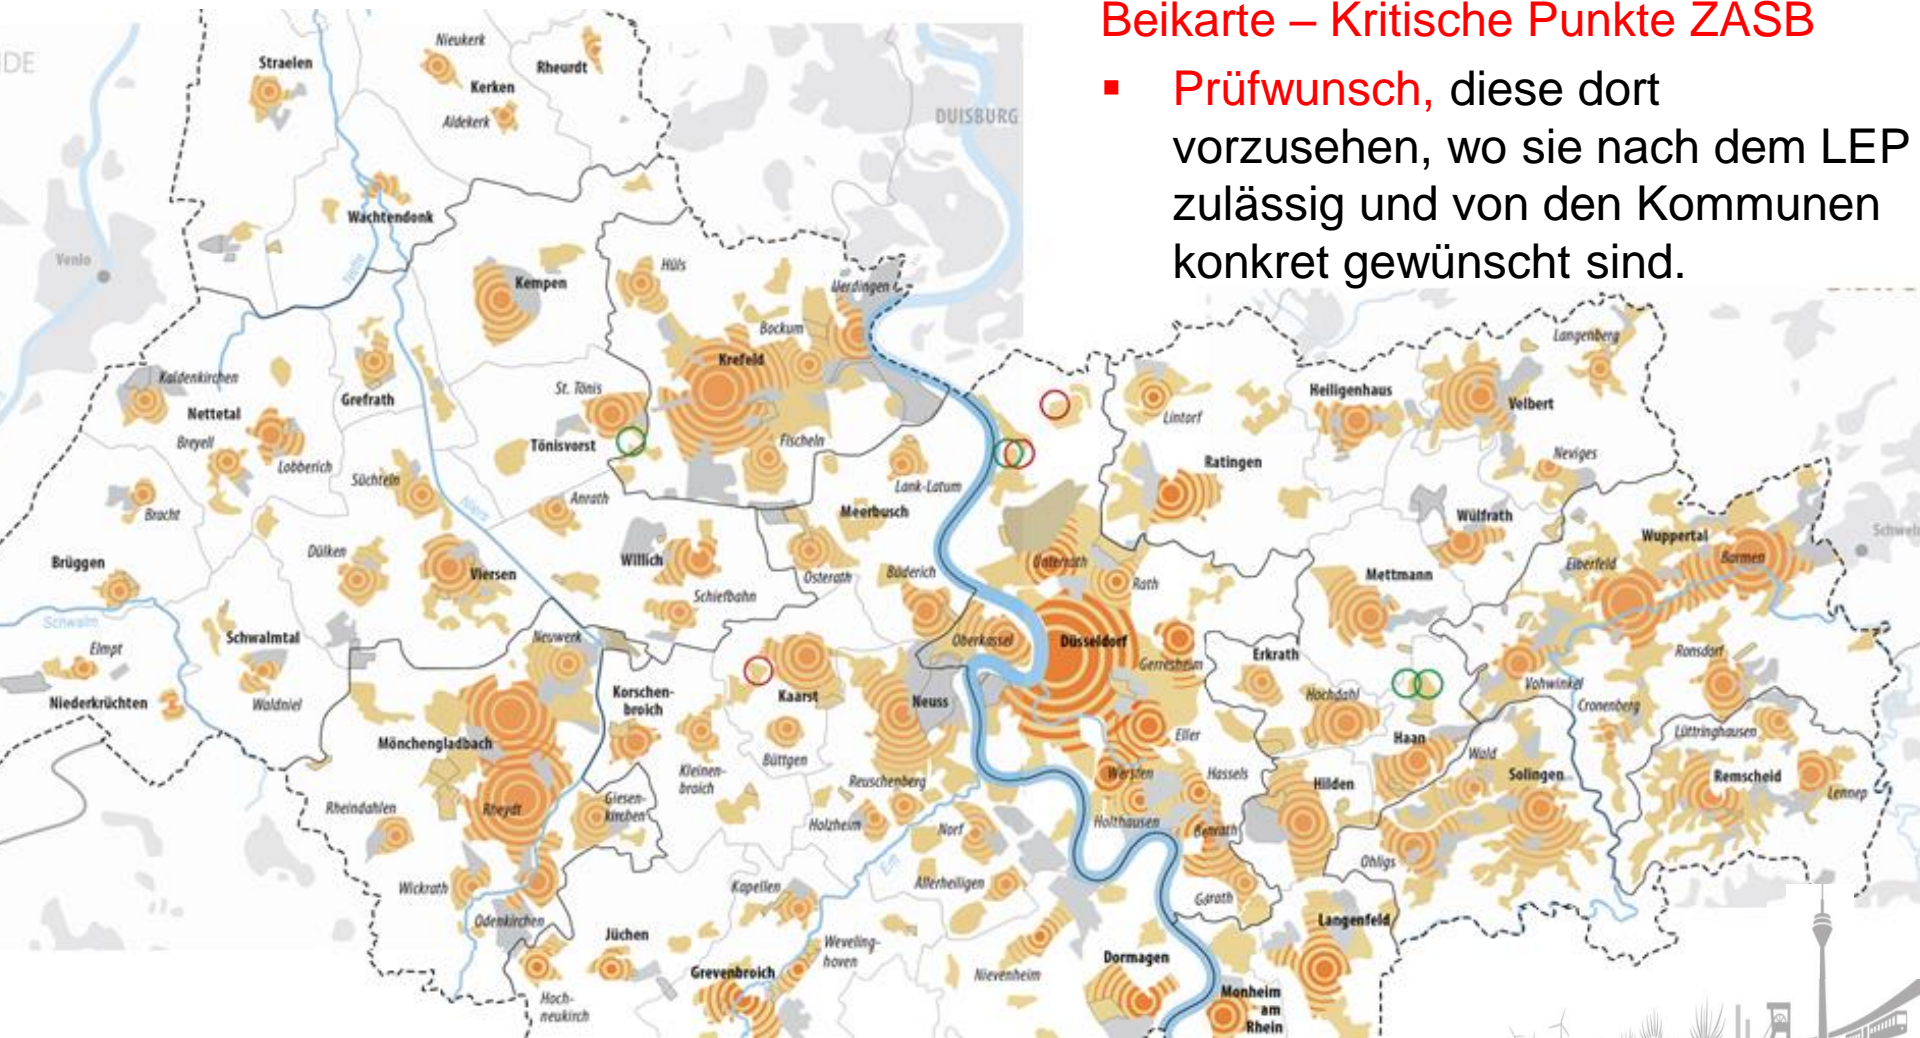 Beikarte – Kritische Punkte ZASB
▪ Prüfwunsch, diese dort
vorzusehen, wo sie nach dem LEP
zulässig und von den Kommunen
konkret gewünscht sind.
DE
Straelen
Nieukerk
Kerken
Rheurdt
Aldekerk
DUISBURG
Wachtendonk
Venlo
Niers
Kempen
Hüls
Uerdingen
Bockum
Krefeld
Langenberg
Kaldenkirchen
Nettetal
Grefrath
St. Tönis
Heiligenhaus
Velbert
Lintorf
Breyell
Lobberich
Tönisvorst
Fischeln
Ratingen
Neviges
Süchteln
Lank-Latum
Bracht
Anrath
Niers
Meerbusch
Wülfrath
Wuppertal
Schwel
Brüggen
Dülken
Viersen
Willich
Osterath
Büderich
Unterrath
Rath
Mettmann
Elberfeld
Barmen
Schiefbahn
Schwalm
Elmpt
Schwalmtal
Neuwerk
Oberkassel
Düsseldorf
Gerresheim
Erkrath
Ronsdorf
Niederkrüchten
Waldniel
Korschen-
broich
Kaarst
Neuss
Hochdahl
Vohwinkel
Cronenberg
Mönchengladbach
Büttgen
Eller
Haan
Lüttringhausen
Kleinen-
broich
Reuschenberg
Wersten
Hassels
Hilden
Wald
Solingen
Remscheid
Lennep
Rheindahlen
Rheydt
Giesen-
kirchen
Holzheim
Norf
Holthausen
Benrath
Ohligs
Erft
Wickrath
Kapellen
Allerheiligen
Garath
Odenkirchen
Jüchen
Langenfeld
Weveling-
hoven
Grevenbroich
Nievenheim
Dormagen
Hoch-
neukirch
Monheim
am
Rhein